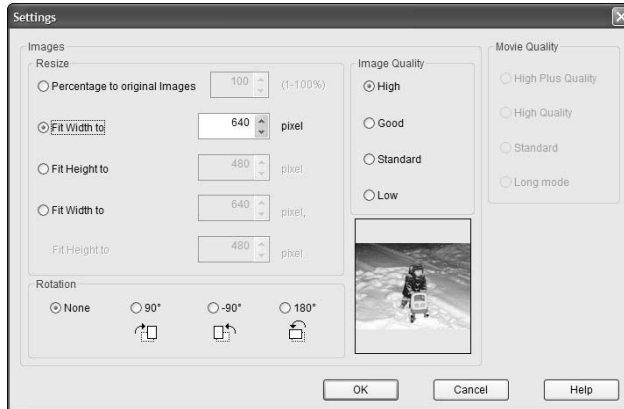 Settings
Images
Resize
Percentage to original Images 100 (1-100%)
Fit Width to 640 pixel
Fit Height to 480 pixel
Fit Width to 640 pixel,
Fit Height to 480 pixel
Image Quality
High
Good
Standard
Low
Movie Quality
High Plus Quality
High Quality
Standard
Long mode
Rotation
None 90° -90° 180°
OK Cancel Help